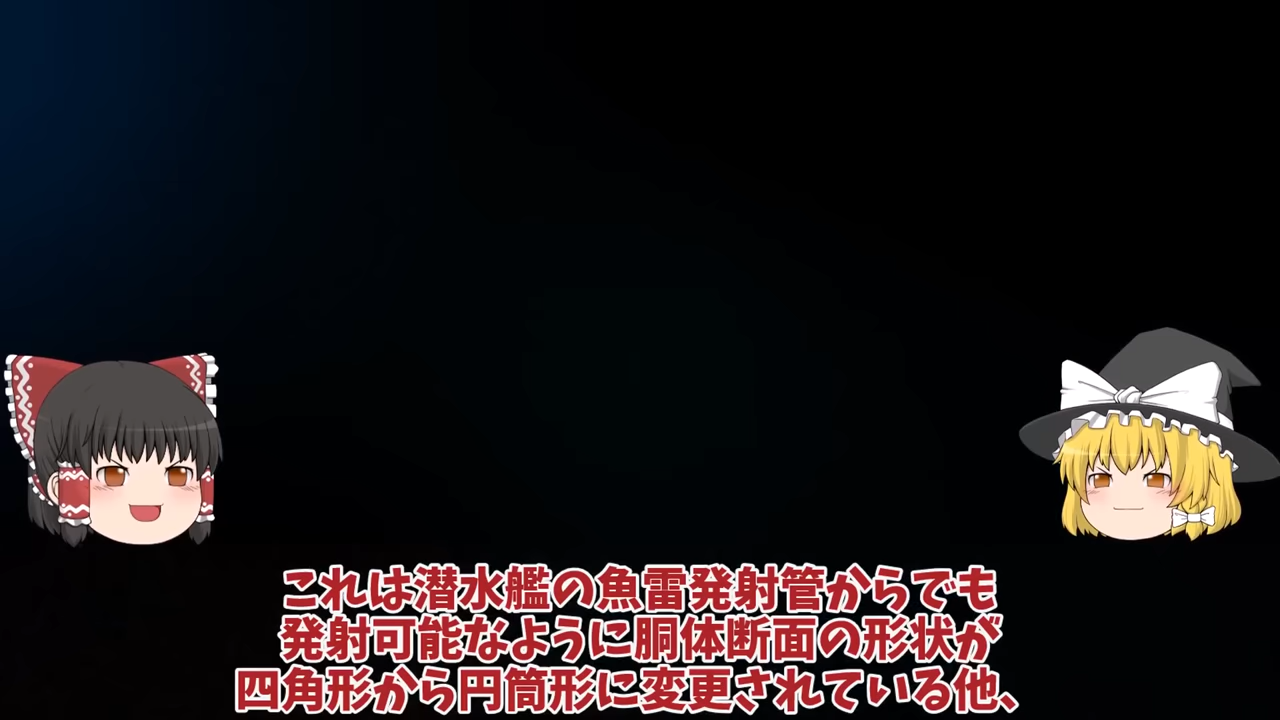 これは潜水艦の魚雷発射管からでも
発射可能なように胴体断面の形状が
四角形から円筒形に変更されている他、